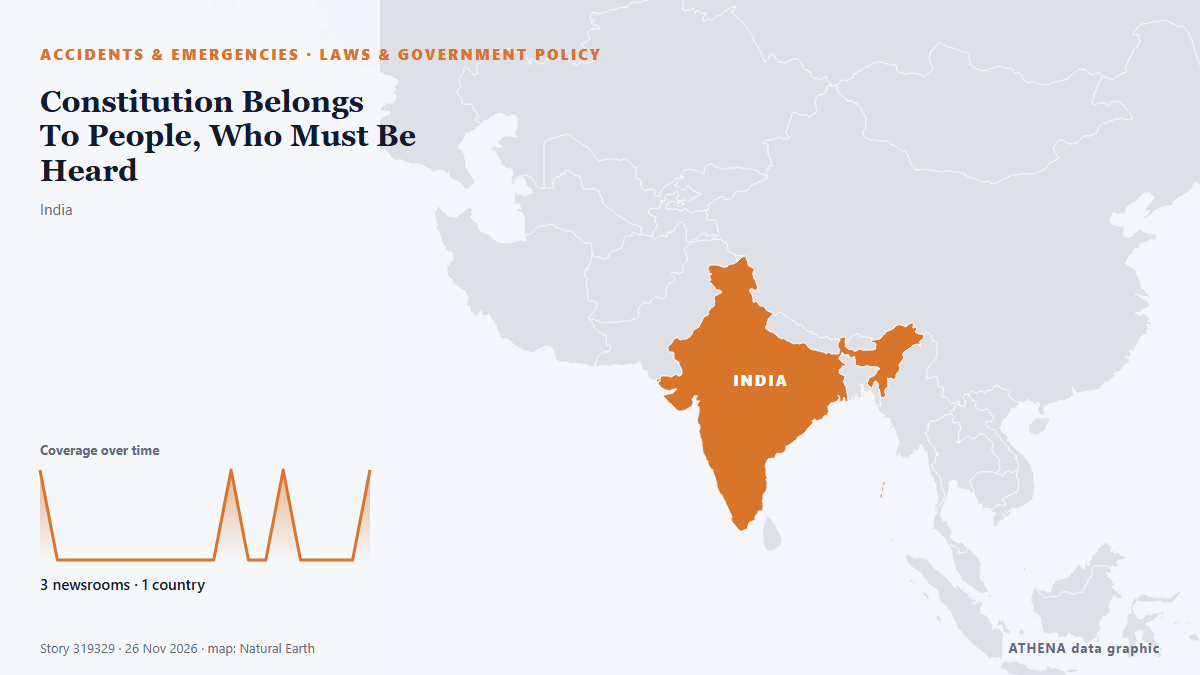 ACCIDENTS & EMERGENCIES · LAWS & GOVERNMENT POLICY
Constitution Belongs
To People, Who Must Be
Heard
India
INDIA
Coverage over time
3 newsrooms · 1 country
Story 319329 · 26 Nov 2026 · map: Natural Earth
ATHENA data graphic